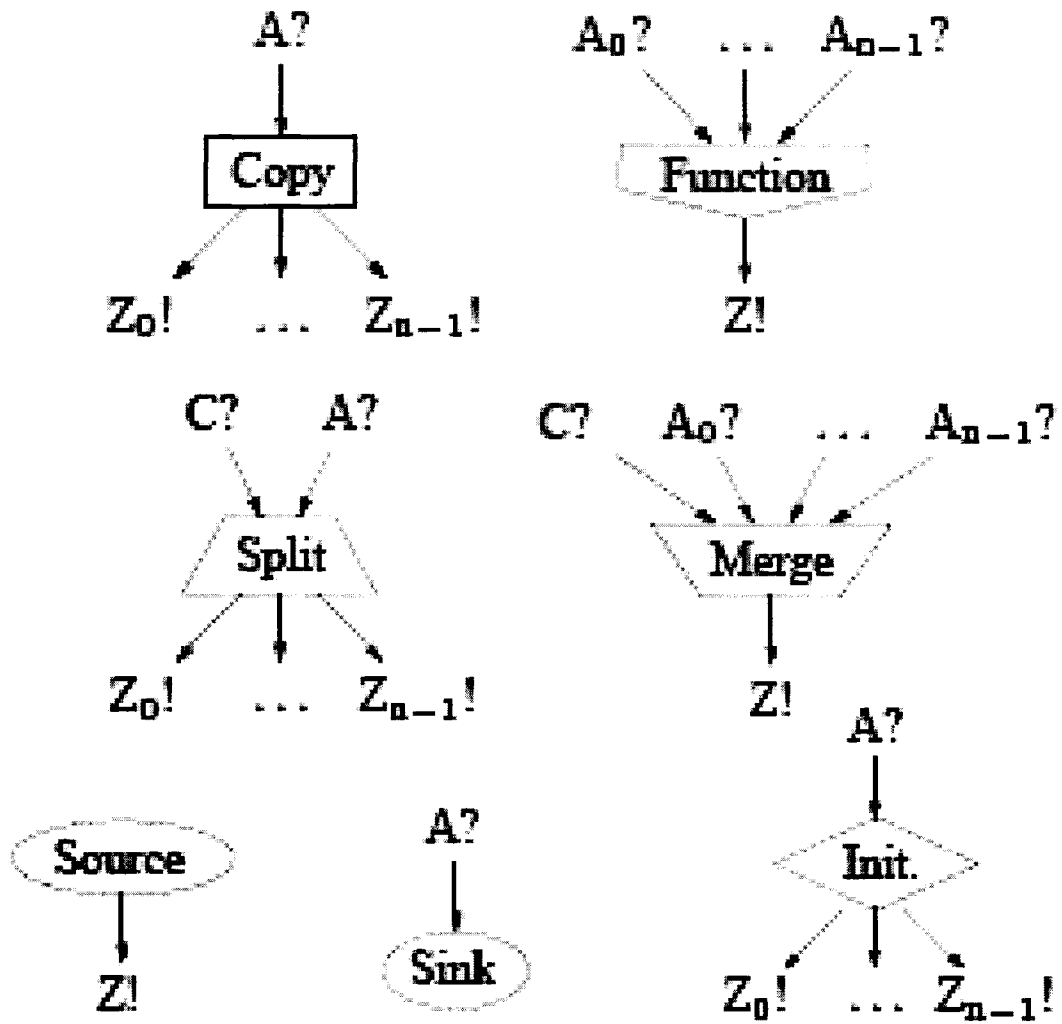 A?
Copy
Z₀! ... Zₙ₋₁!
A₀? ... Aₙ₋₁?
Function
Z!
C? A?
Split
Z₀! ... Zₙ₋₁!
C? A₀? ... Aₙ₋₁?
Merge
Z!
Source
Z!
A?
Sink
A?
Init.
Z₀! ... Zₙ₋₁!